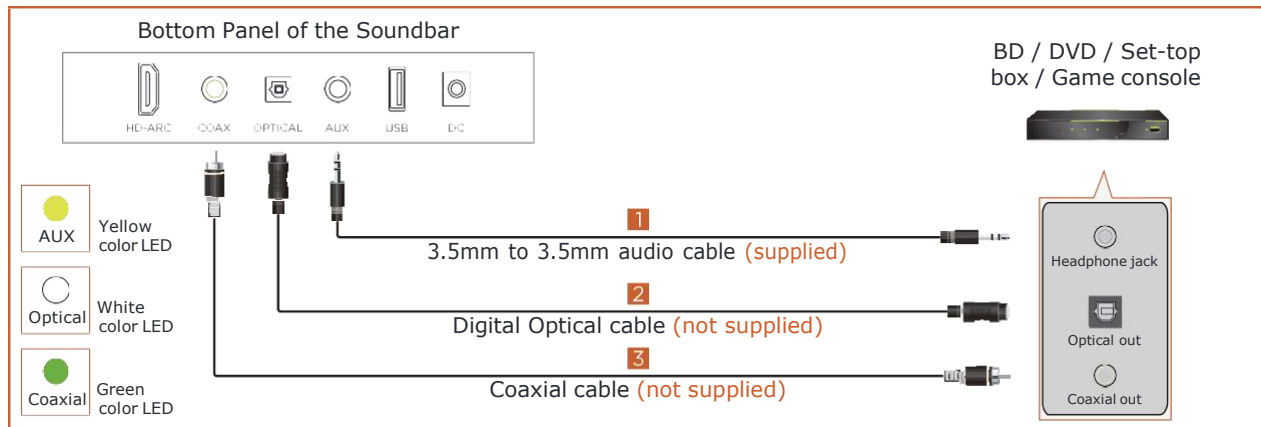 Bottom Panel of the Soundbar
HD-ARC COAX OPTICAL AUX USB DC
BD / DVD / Set-top
box / Game console
AUX
Yellow
color LED
Optical
White
color LED
Coaxial
Green
color LED
1
3.5mm to 3.5mm audio cable (supplied)
2
Digital Optical cable (not supplied)
3
Coaxial cable (not supplied)
Headphone jack
Optical out
Coaxial out